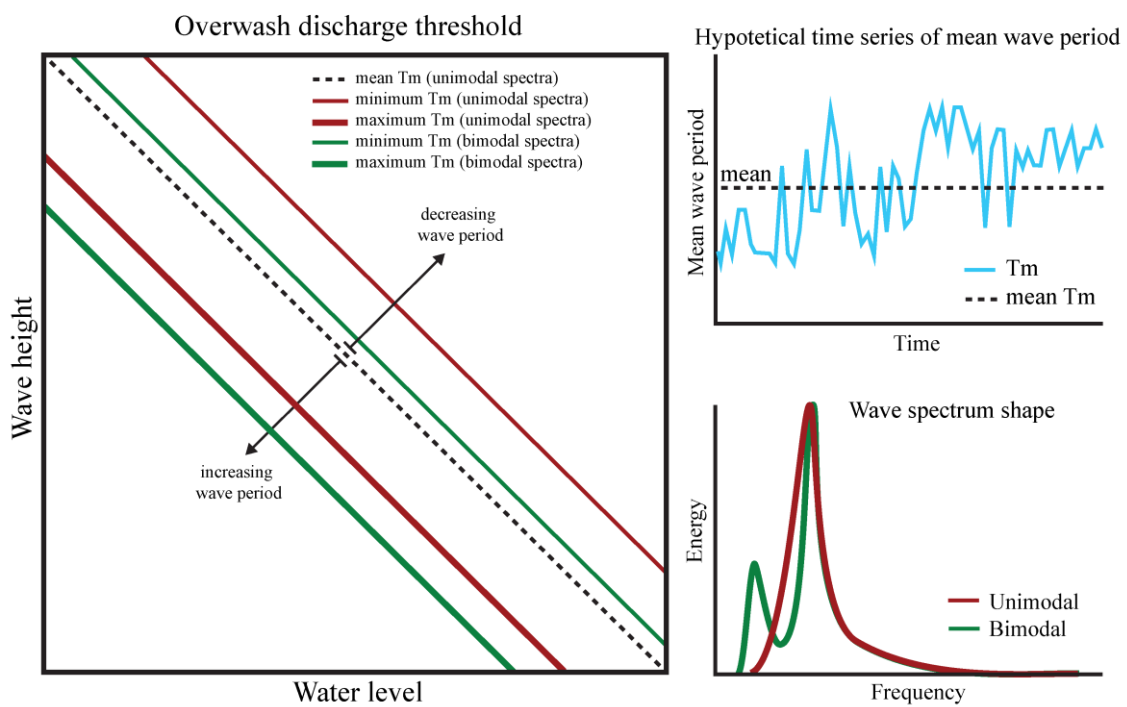 Overwash discharge threshold
mean Tm (unimodal spectra)
minimum Tm (unimodal spectra)
maximum Tm (unimodal spectra)
minimum Tm (bimodal spectra)
maximum Tm (bimodal spectra)
decreasing
wave period
increasing
wave period
Wave height
Water level
Hypotetical time series of mean wave period
Mean wave period
mean
Tm
mean Tm
Time
Wave spectrum shape
Energy
Unimodal
Bimodal
Frequency